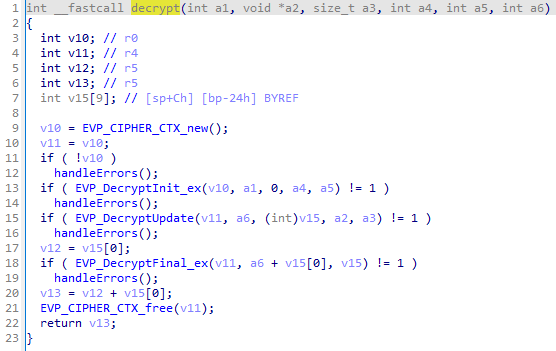 1 int __fastcall decrypt(int a1, void *a2, size_t a3, int a4, int a5, int a6)
2 {
3 int v10; // r0
4 int v11; // r4
5 int v12; // r5
6 int v13; // r5
7 int v15[9]; // [sp+Ch] [bp-24h] BYREF
8
9 v10 = EVP_CIPHER_CTX_new();
10 v11 = v10;
11 if ( !v10 )
12 handleErrors();
13 if ( EVP_DecryptInit_ex(v10, a1, 0, a4, a5) != 1 )
14 handleErrors();
15 if ( EVP_DecryptUpdate(v11, a6, (int)v15, a2, a3) != 1 )
16 handleErrors();
17 v12 = v15[0];
18 if ( EVP_DecryptFinal_ex(v11, a6 + v15[0], v15) != 1 )
19 handleErrors();
20 v13 = v12 + v15[0];
21 EVP_CIPHER_CTX_free(v11);
22 return v13;
23 }